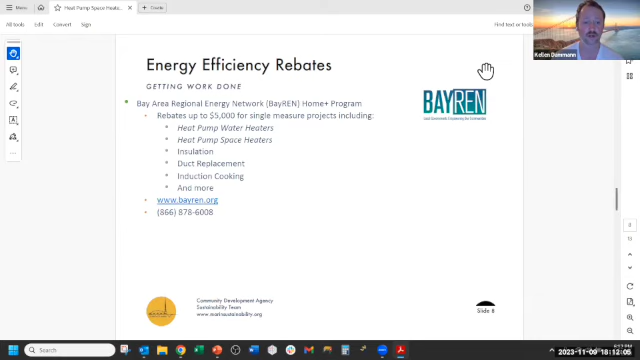 Menu
Heat Pump Space Heater...
Create
All tools
Edit
Convert
Sign
Find text or tools
Kellen Dammann
Energy Efficiency Rebates
GETTING WORK DONE
BAYREN
Bay Area Regional Energy Network (BayREN) Home+ Program
Rebates up to $5,000 for single measure projects including:
Heat Pump Water Heaters
Heat Pump Space Heaters
Insulation
Duct Replacement
Induction Cooking
And more
www.bayren.org
(866) 878-6008
Community Development Agency
Sustainability Team
www.marinsustainability.org
Slide 8
8
Search
2023-11-09 18:12:05